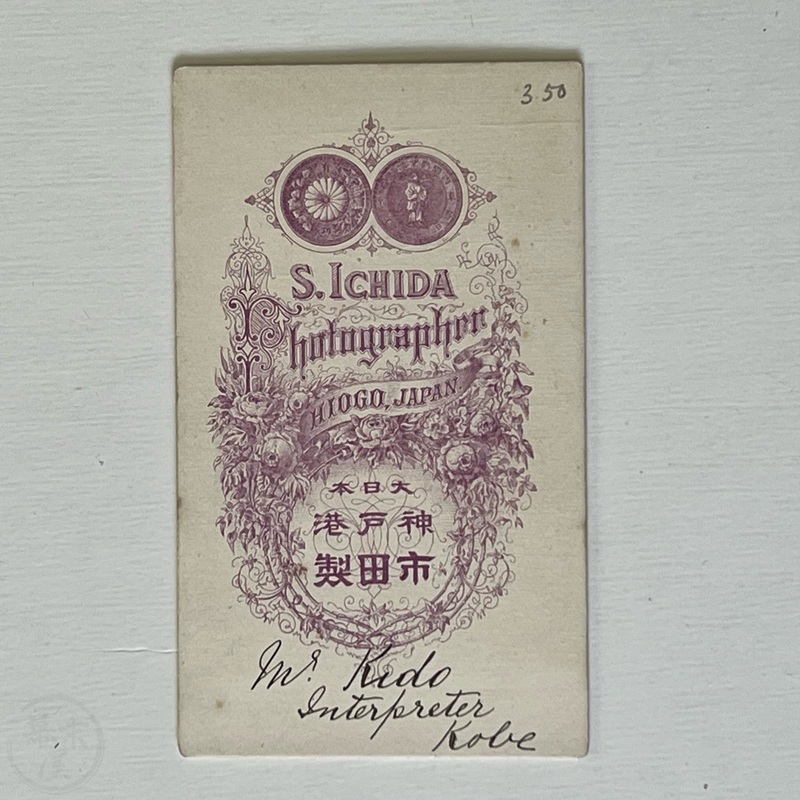 3.50
S. ICHIDA
Photographer
HIOGO, JAPAN
本日大
港戸神
製田市
Mr Kido
Interpreter
Kobe